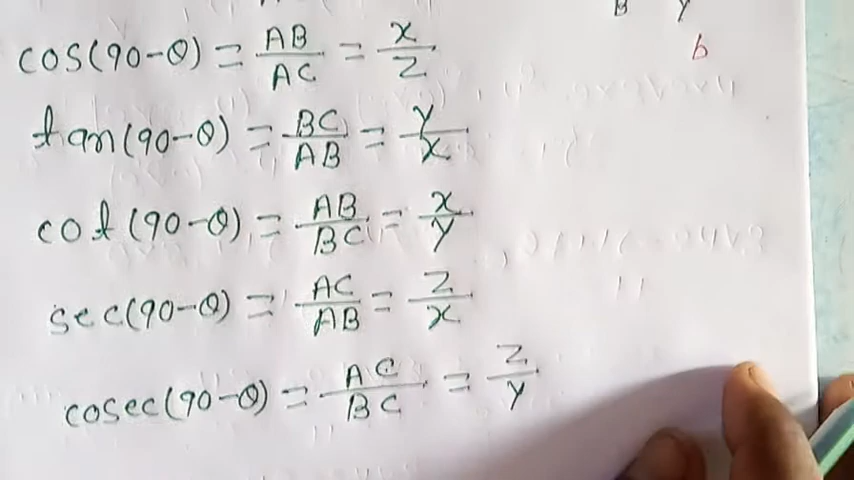 B y
b
cos(90-θ) = AB/AC = x/z
tan(90-θ) = BC/AB = y/x
cot(90-θ) = AB/BC = x/y
sec(90-θ) = AC/AB = z/x
cosec(90-θ) = AC/BC = z/y